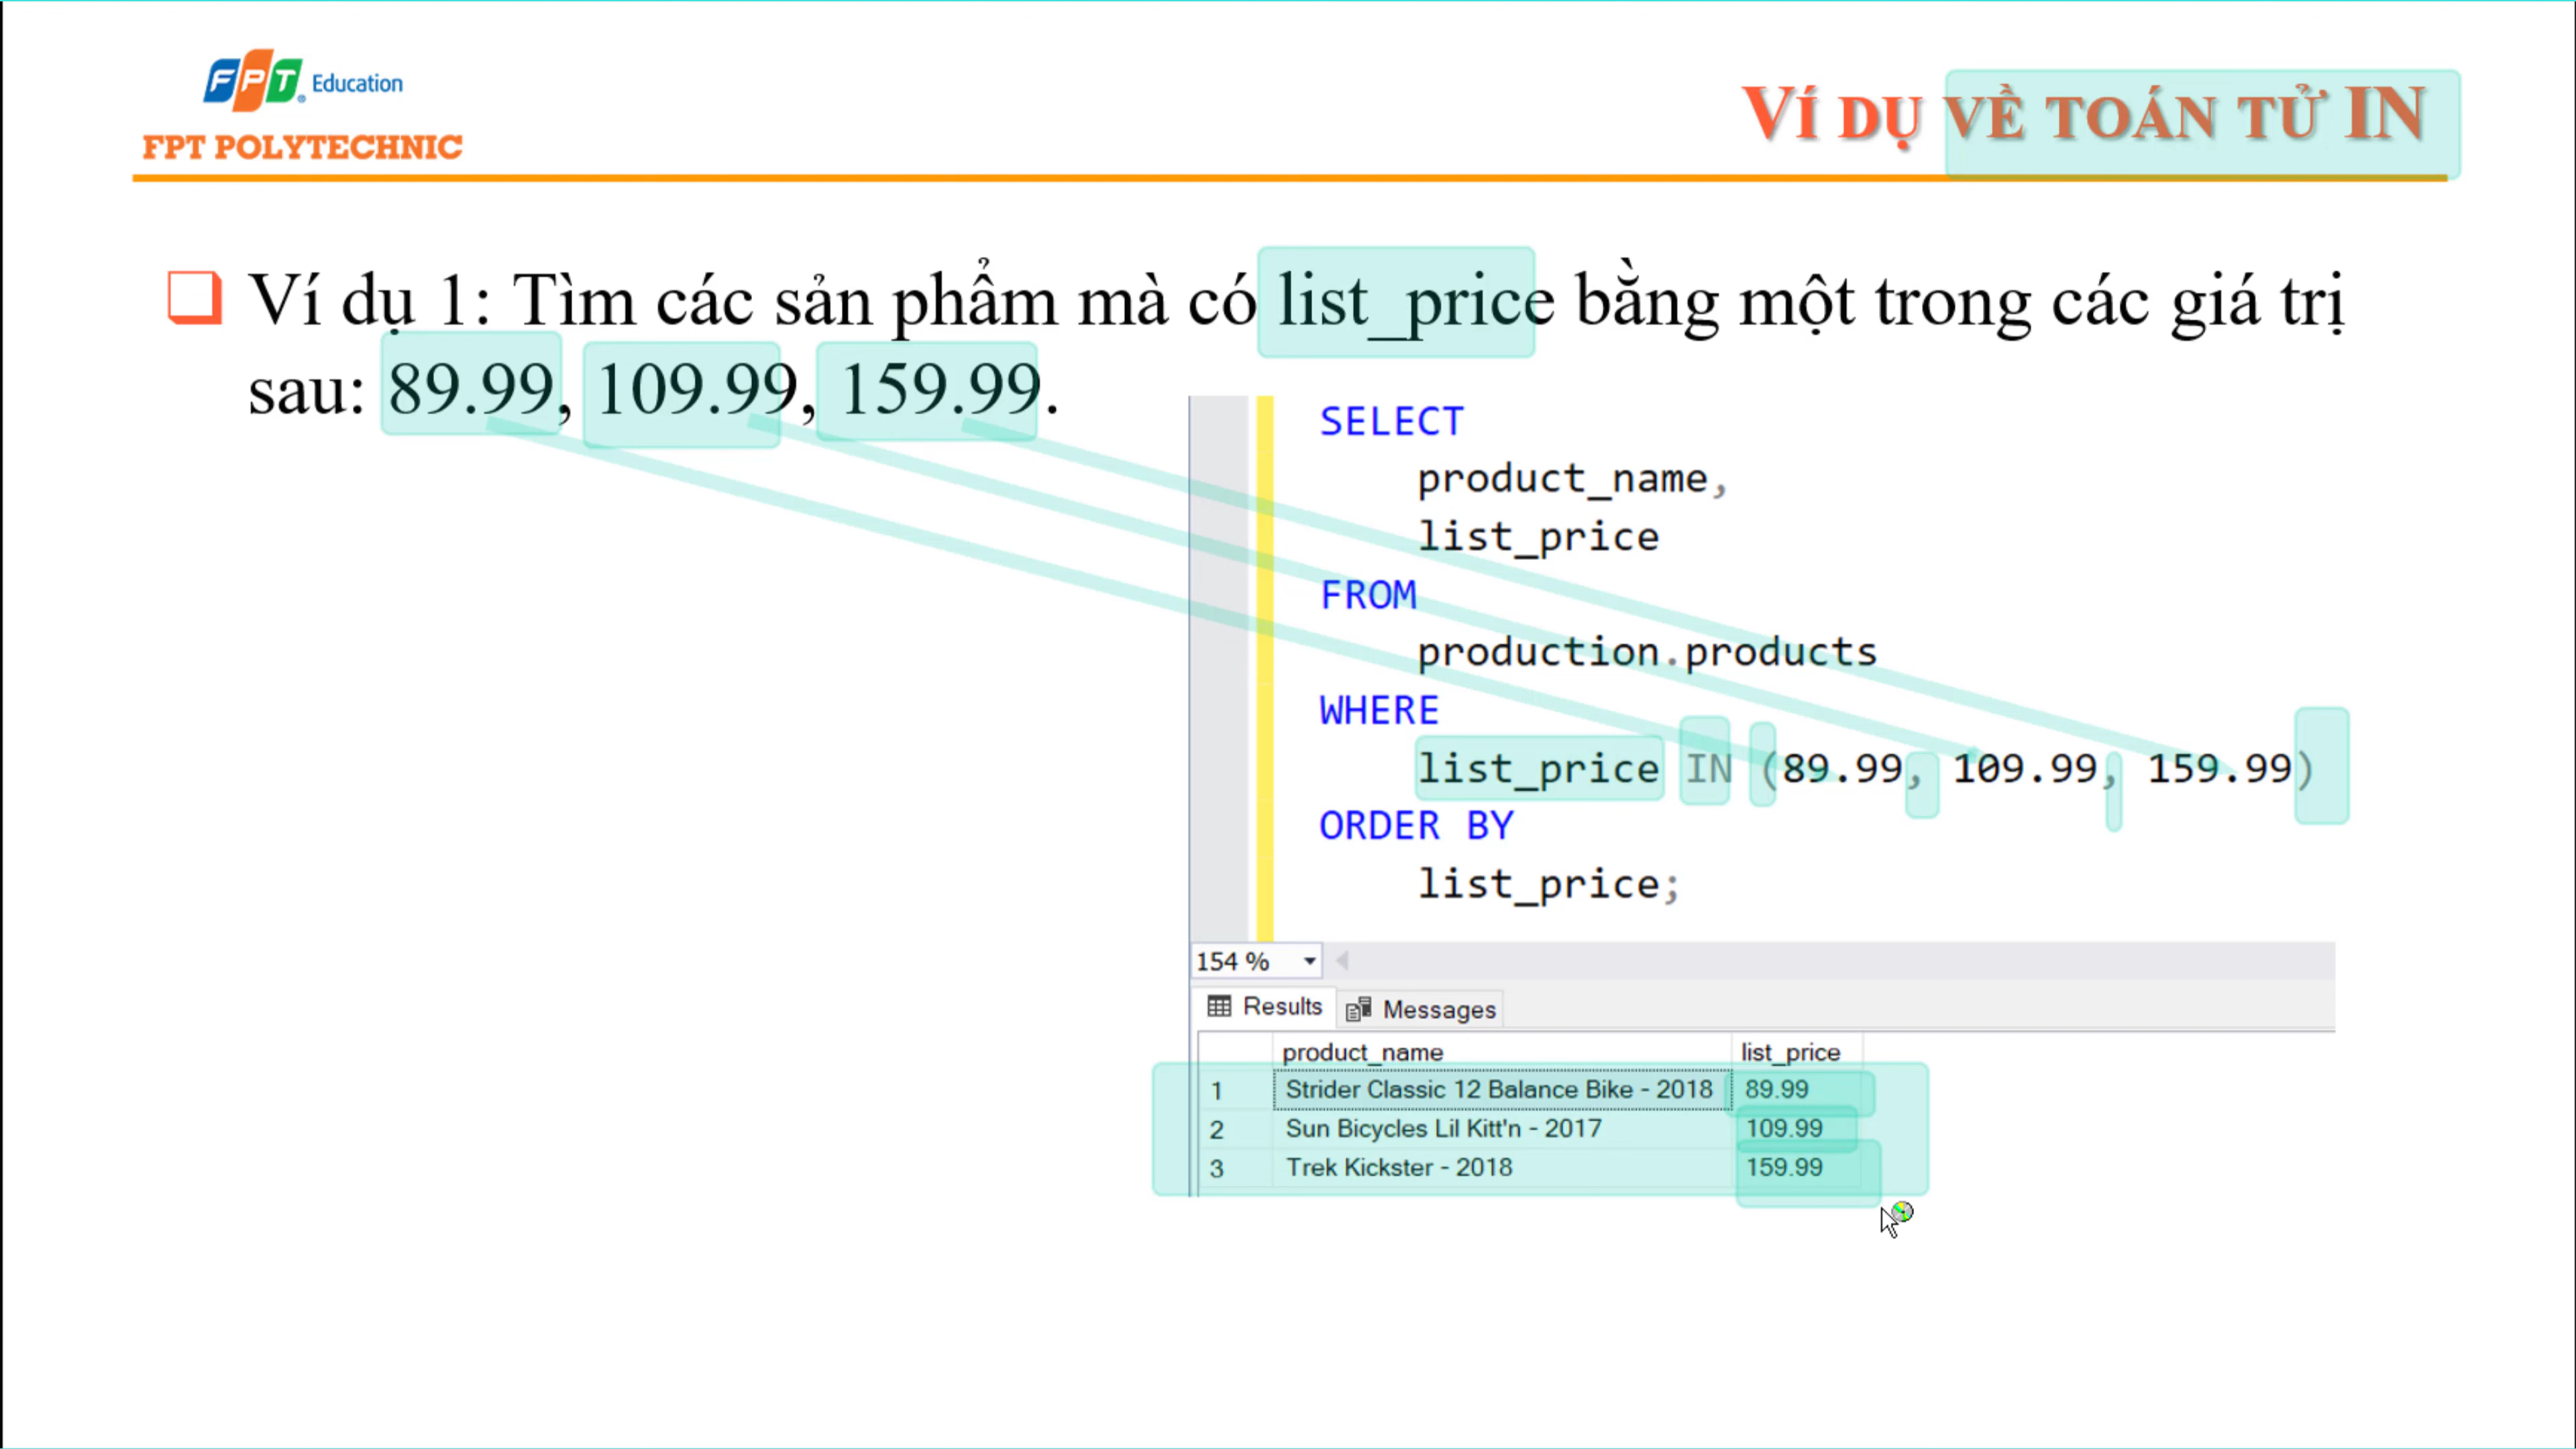 FPT Education
FPT POLYTECHNIC
VÍ DỤ VỀ TOÁN TỬ IN
Ví dụ 1: Tìm các sản phẩm mà có list_price bằng một trong các giá trị
sau: 89.99, 109.99, 159.99.
SELECT
product_name,
list_price
FROM
production.products
WHERE
list_price IN (89.99, 109.99, 159.99)
ORDER BY
list_price;
154 %
Results Messages
product_name list_price
1 Strider Classic 12 Balance Bike - 2018 89.99
2 Sun Bicycles Lil Kitt'n - 2017 109.99
3 Trek Kickster - 2018 159.99